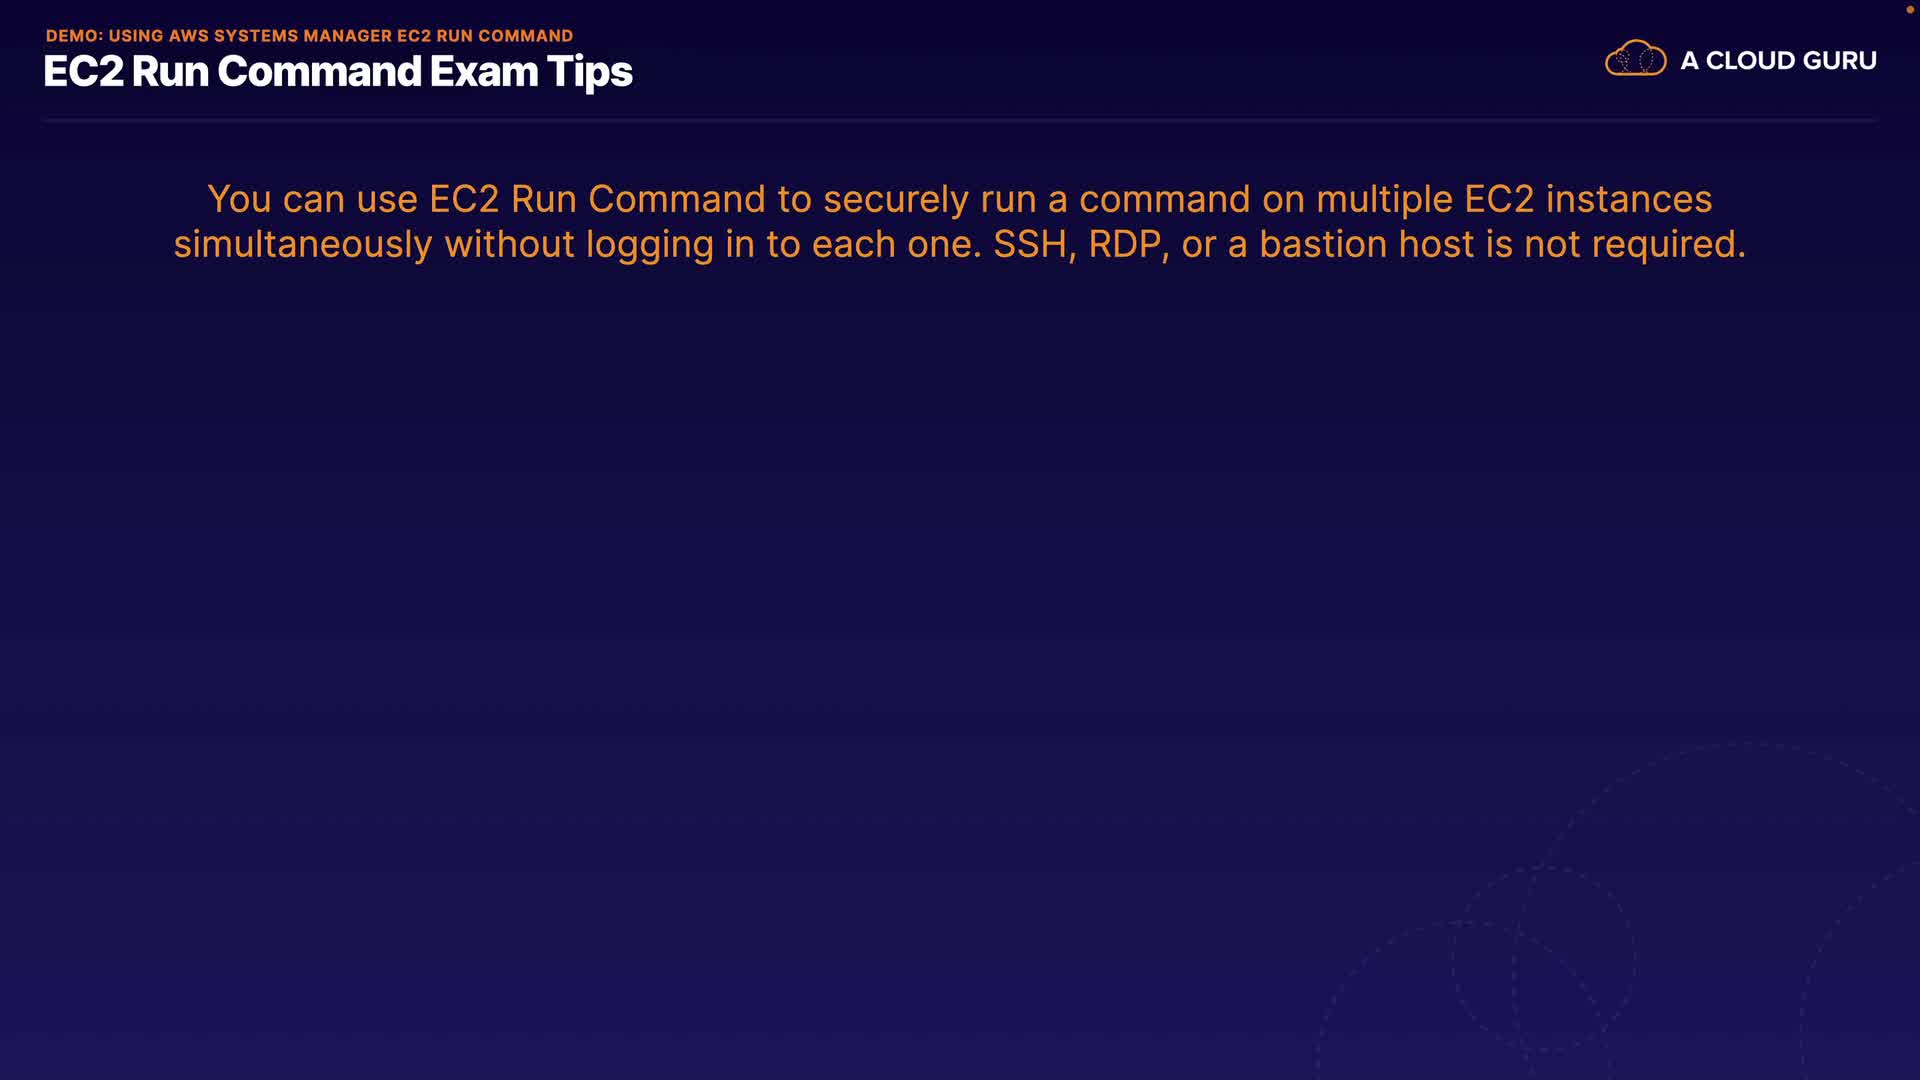 DEMO: USING AWS SYSTEMS MANAGER EC2 RUN COMMAND
EC2 Run Command Exam Tips
A CLOUD GURU
You can use EC2 Run Command to securely run a command on multiple EC2 instances
simultaneously without logging in to each one. SSH, RDP, or a bastion host is not required.